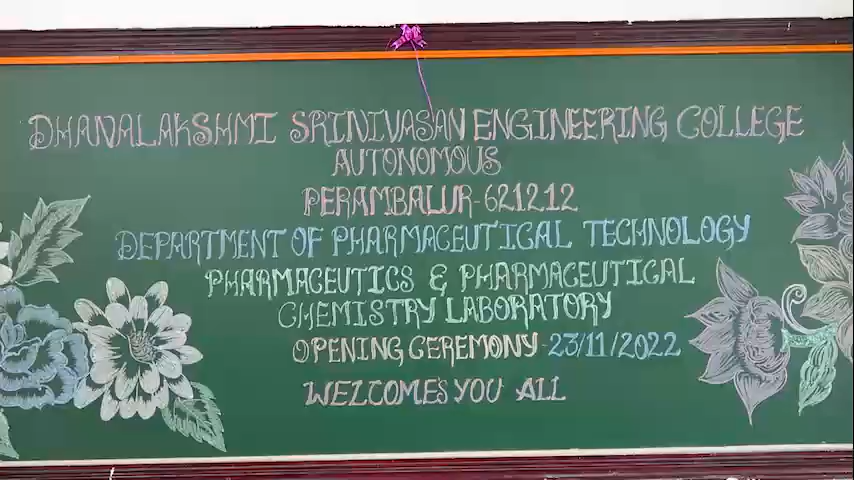 DHANALAKSHMI SRINIVASAN ENGINEERING COLLEGE
AUTONOMOUS
PERAMBALUR-621212
DEPARTMENT OF PHARMACEUTICAL TECHNOLOGY
PHARMACEUTICS & PHARMACEUTICAL
CHEMISTRY LABORATORY
OPENING CEREMONY-23/11/2022
WELCOMES YOU ALL